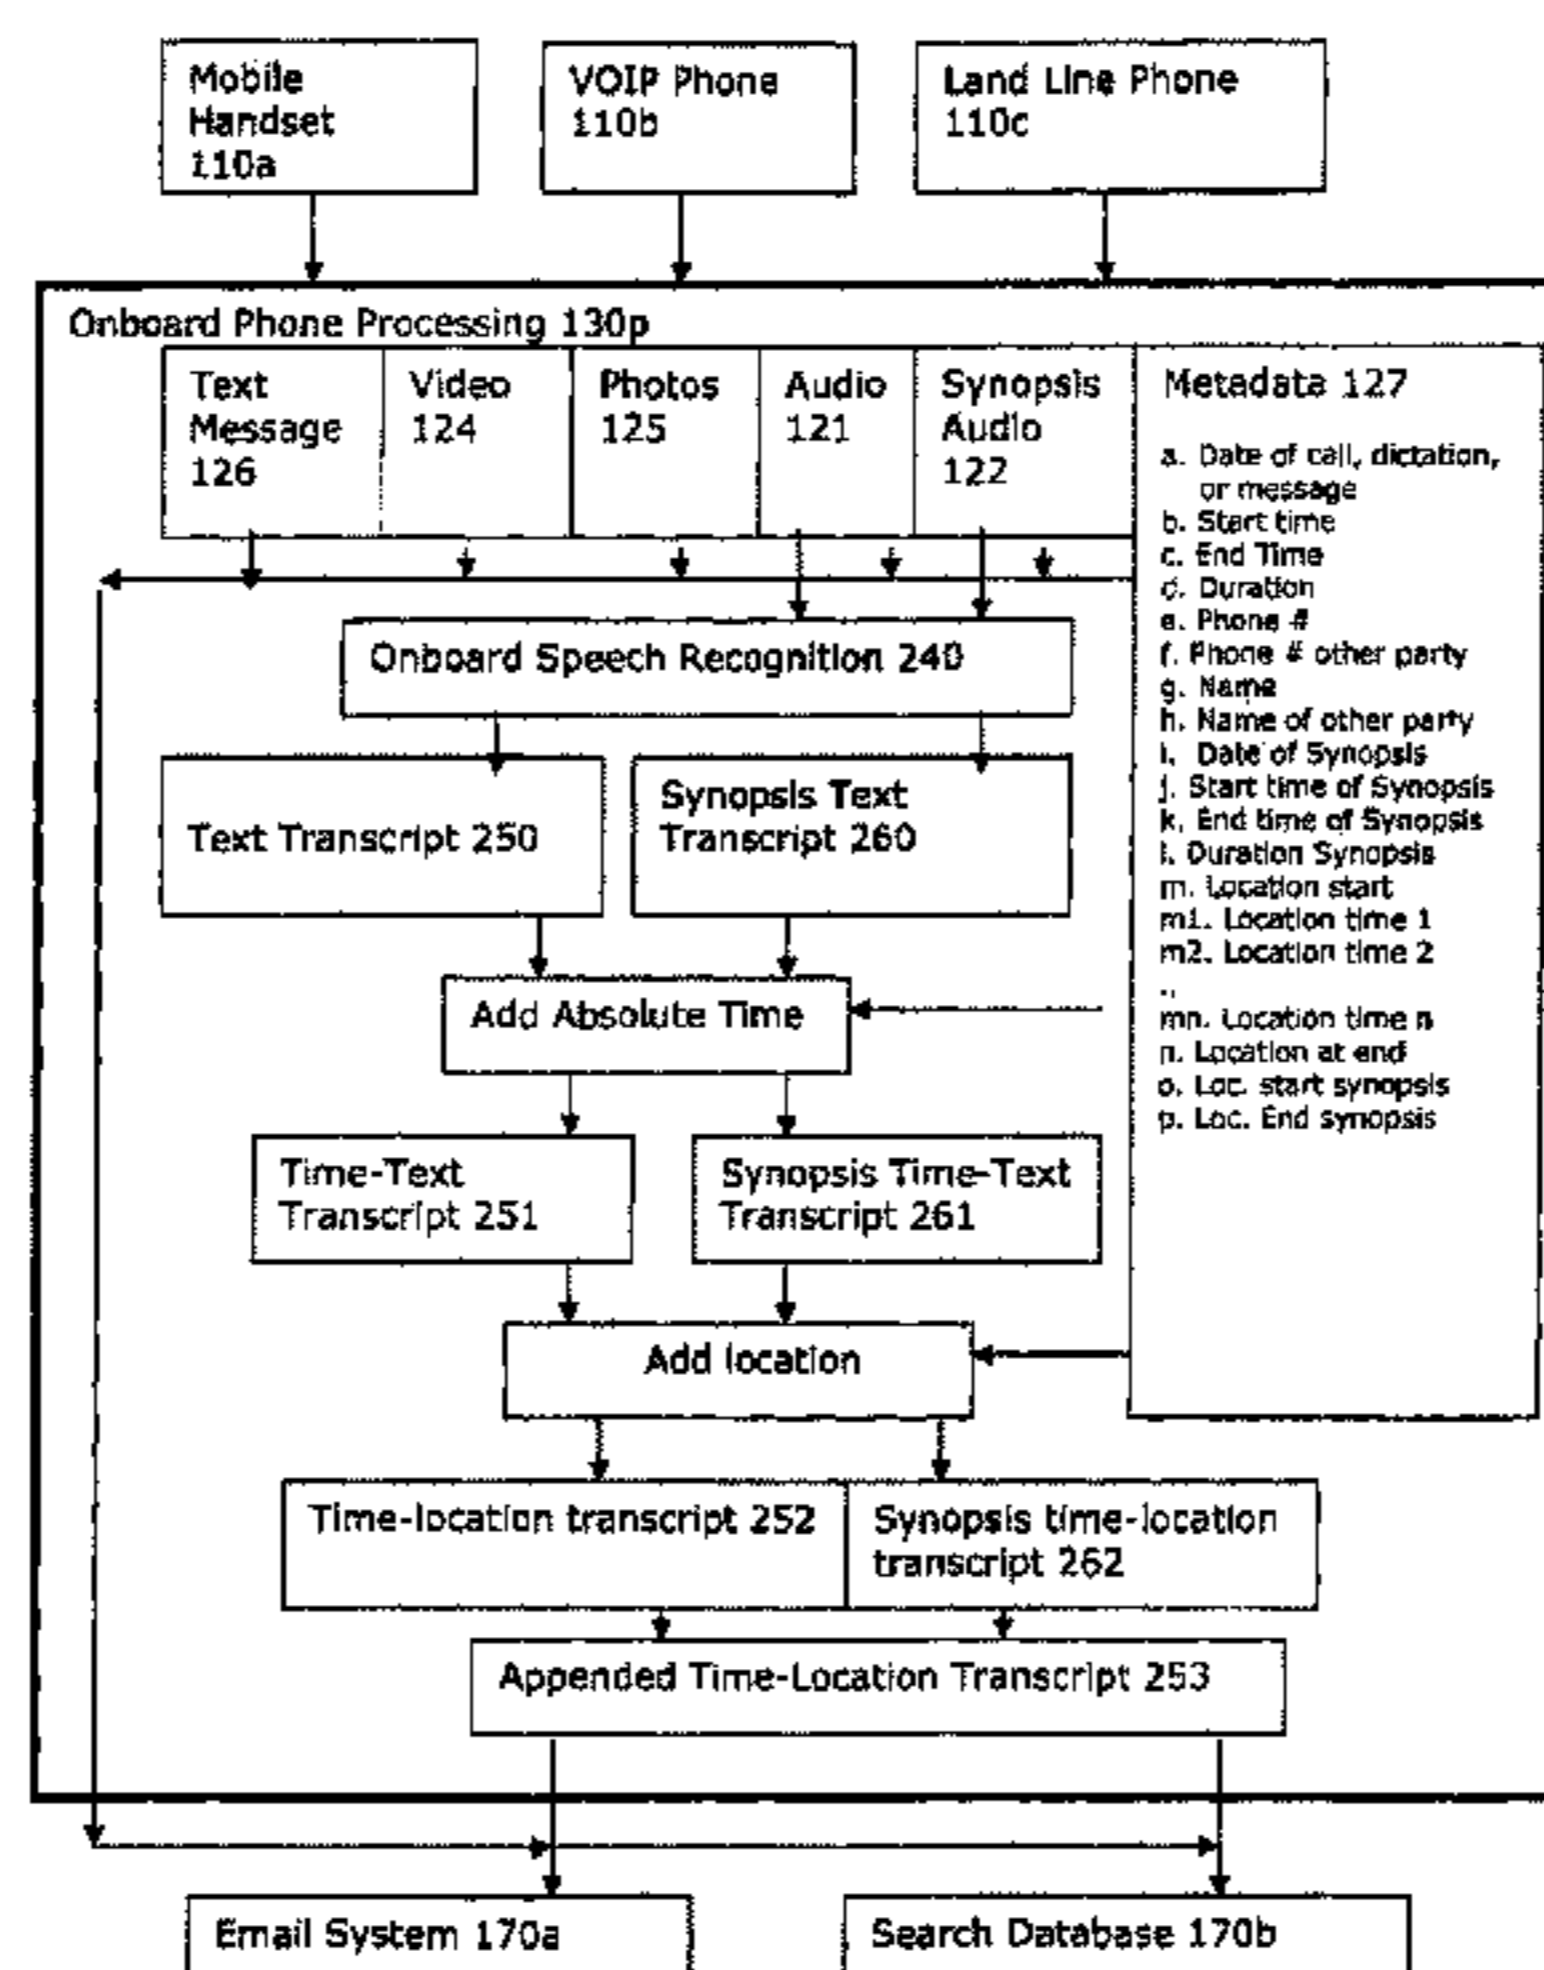 Mobile
Handset
110a
VOIP Phone
110b
Land Line Phone
110c
Onboard Phone Processing 130p
Text
Message
126
Video
124
Photos
125
Audio
121
Synopsis
Audio
122
Metadata 127
a. Date of call, dictation,
or message
b. Start time
c. End Time
d. Duration
e. Phone #
f. Phone # other party
g. Name
h. Name of other party
i. Date of Synopsis
j. Start time of Synopsis
k. End time of Synopsis
l. Duration Synopsis
m. Location start
m1. Location time 1
m2. Location time 2
..
mn. Location time n
n. Location at end
o. Loc. start synopsis
p. Loc. End synopsis
Onboard Speech Recognition 240
Text Transcript 250
Synopsis Text
Transcript 260
Add Absolute Time
Time-Text
Transcript 251
Synopsis Time-Text
Transcript 261
Add location
Time-location transcript 252
Synopsis time-location
transcript 262
Appended Time-Location Transcript 253
Email System 170a
Search Database 170b